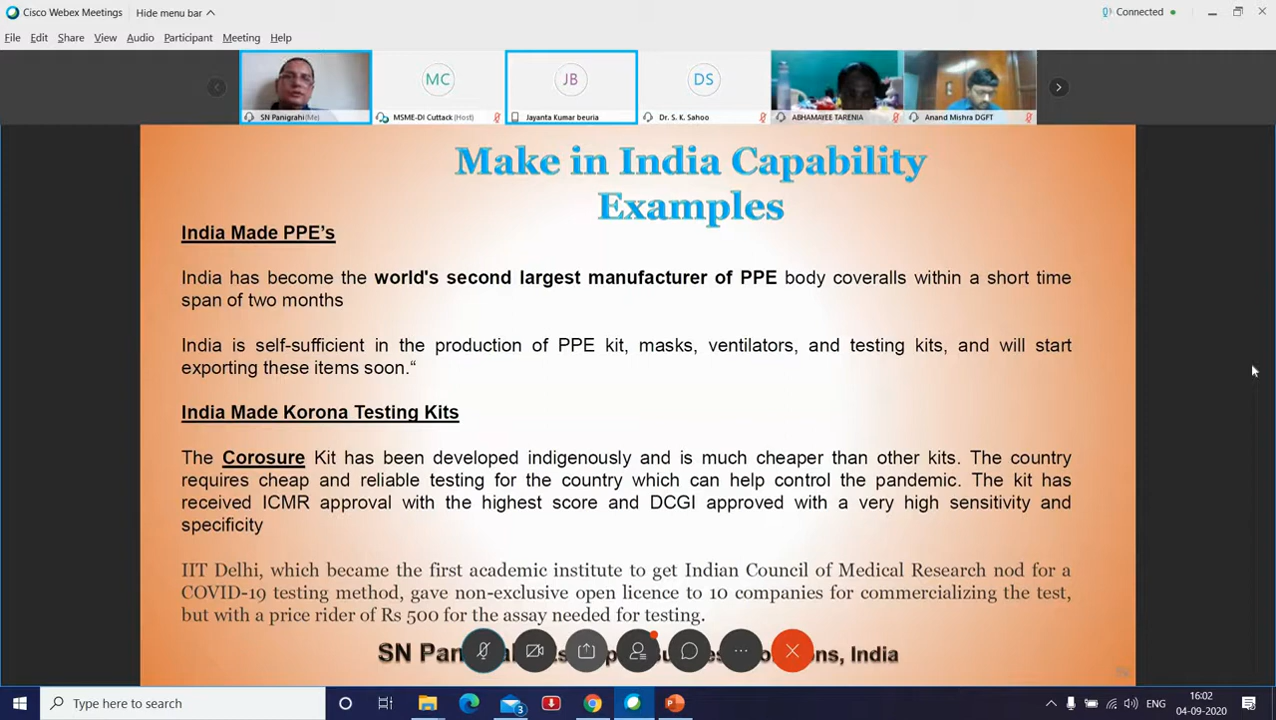 Cisco Webex Meetings Hide menu bar Connected
File Edit Share View Audio Participant Meeting Help
MC JB DS
SN Panigrahi (Me) MSME-DI Cuttack (Host) Jayanta Kumar beuria Dr. S. K. Sahoo ABHAMAYEE TARENIA Anand Mishra DGFT
Make in India Capability
Examples
India Made PPE's
India has become the world's second largest manufacturer of PPE body coveralls within a short time
span of two months
India is self-sufficient in the production of PPE kit, masks, ventilators, and testing kits, and will start
exporting these items soon.“
India Made Korona Testing Kits
The Corosure Kit has been developed indigenously and is much cheaper than other kits. The country
requires cheap and reliable testing for the country which can help control the pandemic. The kit has
received ICMR approval with the highest score and DCGI approved with a very high sensitivity and
specificity
IIT Delhi, which became the first academic institute to get Indian Council of Medical Research nod for a
COVID-19 testing method, gave non-exclusive open licence to 10 companies for commercializing the test,
but with a price rider of Rs 500 for the assay needed for testing.
SN India
Type here to search 3 ENG 16:02
04-09-2020